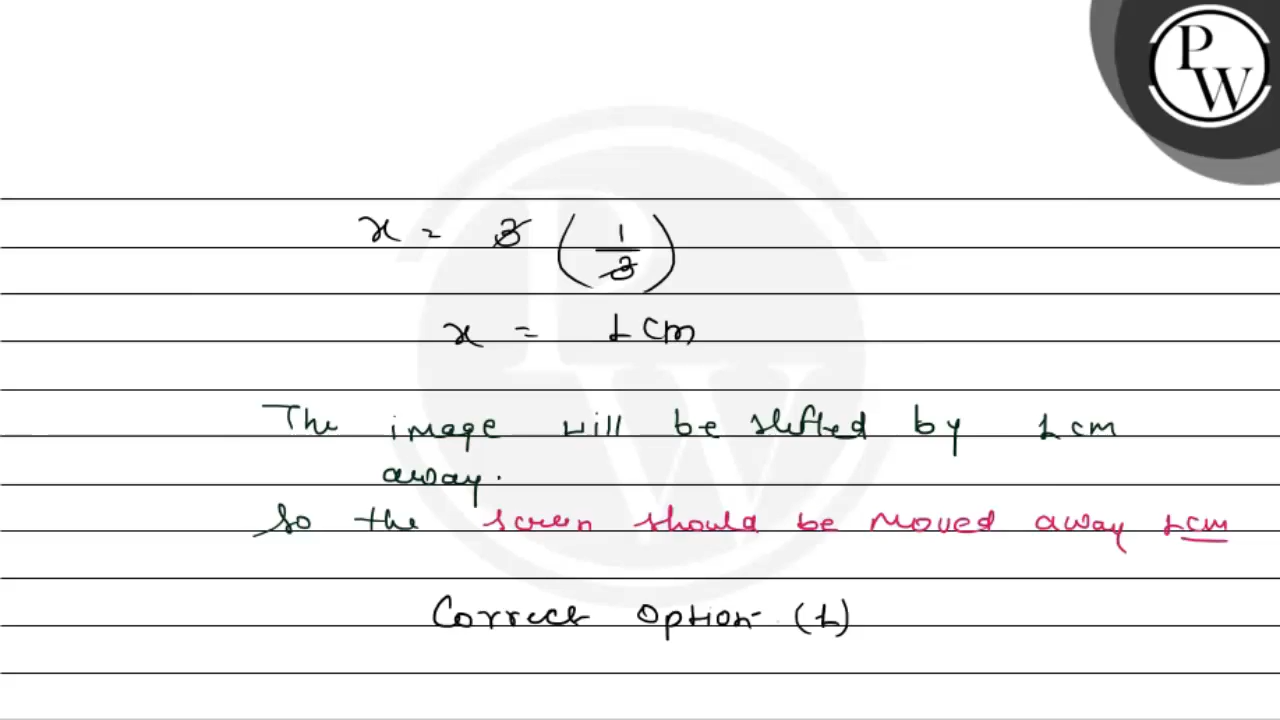 PW
x = 3 (1/3)
x = 1 cm
The image will be shifted by 1 cm
away.
So the screen should be moved away 1cm
Correct Option - (1)